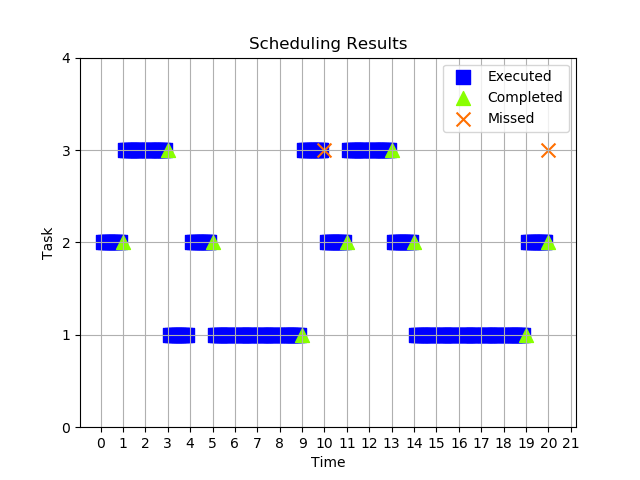 Scheduling Results
Executed
Completed
Missed
4
3
2
1
0
Task
0 1 2 3 4 5 6 7 8 9 10 11 12 13 14 15 16 17 18 19 20 21
Time